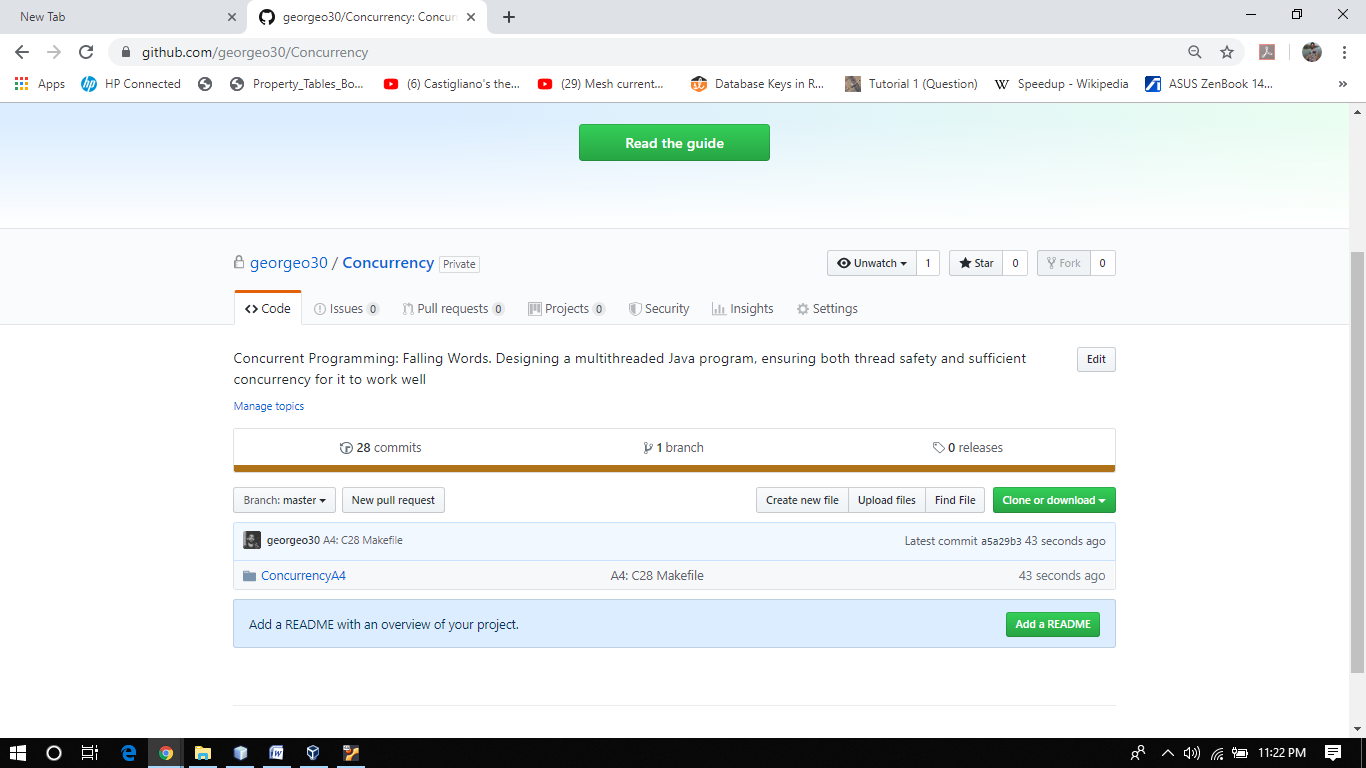 New Tab
georgeo30/Concurrency: Concur
github.com/georgeo30/Concurrency
Apps HP Connected Property_Tables_Bo... (6) Castigliano's the... (29) Mesh current... Database Keys in R... Tutorial 1 (Question) Speedup - Wikipedia ASUS ZenBook 14... »
Read the guide
georgeo30 / Concurrency Private
Unwatch 1 Star 0 Fork 0
Code Issues 0 Pull requests 0 Projects 0 Security Insights Settings
Concurrent Programming: Falling Words. Designing a multithreaded Java program, ensuring both thread safety and sufficient
concurrency for it to work well
Edit
Manage topics
28 commits 1 branch 0 releases
Branch: master New pull request Create new file Upload files Find File Clone or download
georgeo30 A4: C28 Makefile Latest commit a5a29b3 43 seconds ago
ConcurrencyA4 A4: C28 Makefile 43 seconds ago
Add a README with an overview of your project. Add a README
11:22 PM